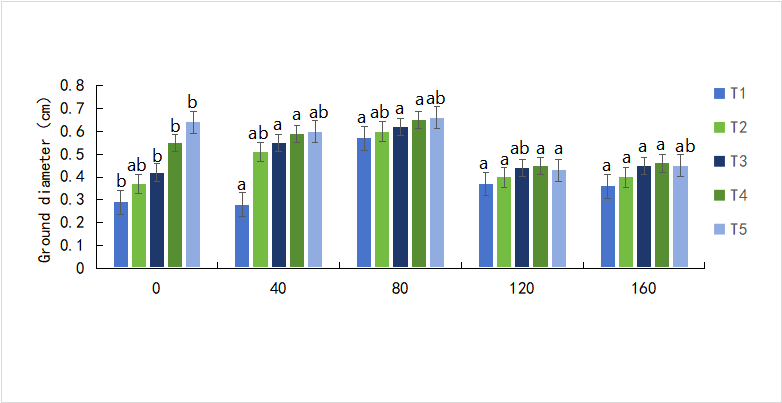 Ground diameter (cm)
0.8
0.7
0.6
0.5
0.4
0.3
0.2
0.1
0
b ab b b b
a ab a a ab
a ab a a ab
a a ab a a
a a a a ab
0 40 80 120 160
T1
T2
T3
T4
T5